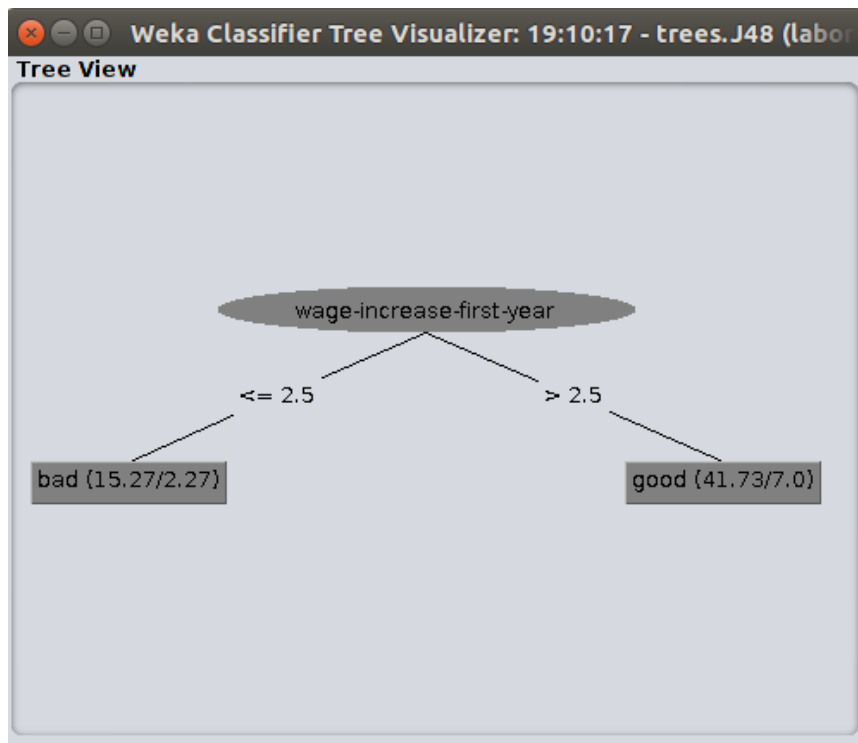 Weka Classifier Tree Visualizer: 19:10:17 - trees.J48 (labor
Tree View
wage-increase-first-year
<= 2.5
> 2.5
bad (15.27/2.27)
good (41.73/7.0)